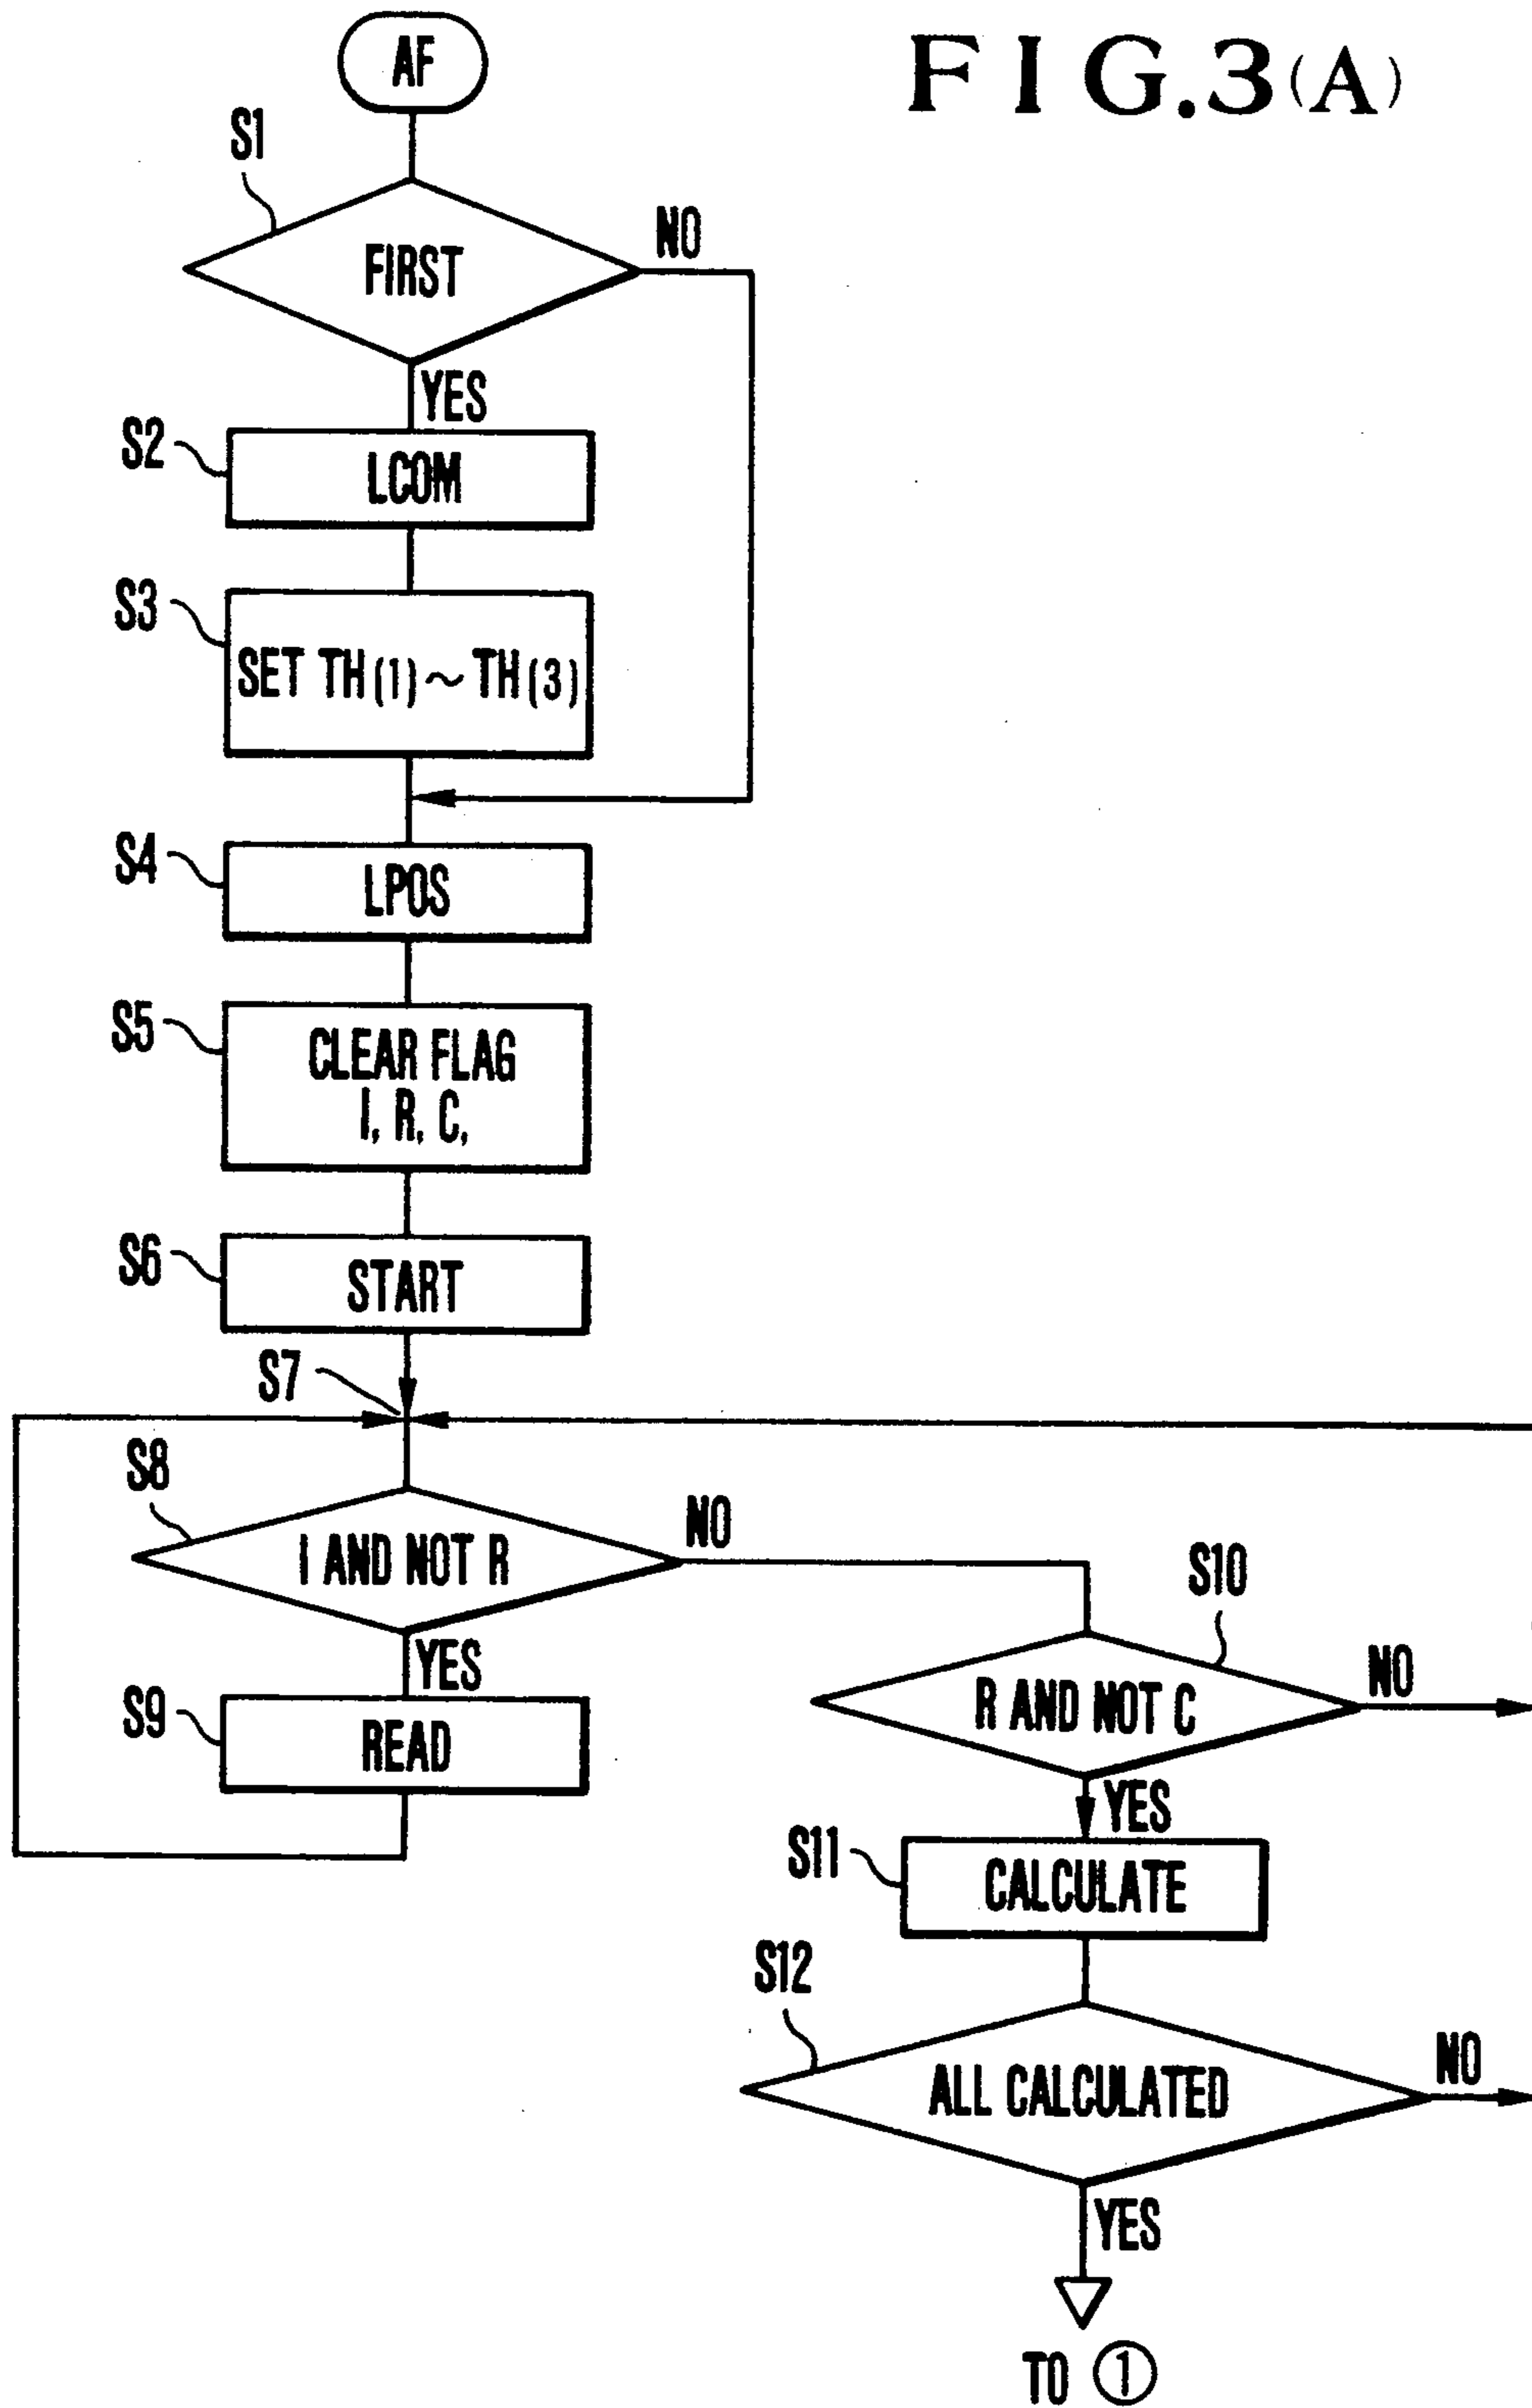 FIG.3(A)
AF
S1
FIRST
NO
YES
S2
LCOM
S3
SET TH(1)~TH(3)
S4
LPOS
S5
CLEAR FLAG
I, R, C,
S6
START
S7
S8
I AND NOT R
NO
YES
S9
READ
S10
R AND NOT C
NO
YES
S11
CALCULATE
S12
ALL CALCULATED
NO
YES
TO ①